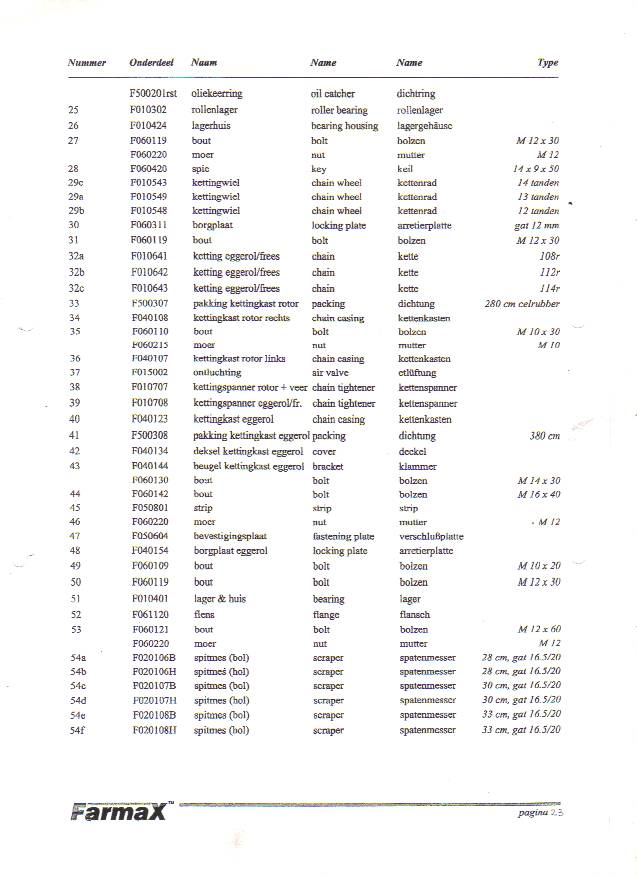 Nummer Onderdeel Naam Name Name Type
F500201rst oliekeerring oil catcher dichtring
25 F010302 rollenlager roller bearing rollenlager
26 F010424 lagerhuis bearing housing lagergehäuse
27 F060119 bout bolt bolzen M 12 x 30
F060220 moer nut mutter M 12
28 F060420 spie key keil 14 x 9 x 50
29c F010543 kettingwiel chain wheel kettenrad 14 tanden
29a F010549 kettingwiel chain wheel kettenrad 13 tanden
29b F010548 kettingwiel chain wheel kettenrad 12 tanden
30 F060311 borgplaat locking plate arretierplatte gat 12 mm
31 F060119 bout bolt bolzen M 12 x 30
32a F010641 ketting eggerol/frees chain kette 108r
32b F010642 ketting eggerol/frees chain kette 112r
32c F010643 ketting eggerol/frees chain kette 114r
33 F500307 pakking kettingkast rotor packing dichtung 280 cm celrubber
34 F040108 kettingkast rotor rechts chain casing kettenkasten
35 F060110 bout bolt bolzen M 10 x 30
F060215 moer nut mutter M 10
36 F040107 kettingkast rotor links chain casing kettenkasten
37 F015002 ontluchting air valve etlüftung
38 F010707 kettingspanner rotor + veer chain tightener kettenspanner
39 F010708 kettingspanner eggerol/fr. chain tightener kettenspanner
40 F040123 kettingkast eggerol chain casing kettenkasten
41 F500308 pakking kettingkast eggerol packing dichtung 380 cm
42 F040134 deksel kettingkast eggerol cover deckel
43 F040144 beugel kettingkast eggerol bracket klammer
F060130 bout bolt bolzen M 14 x 30
44 F060142 bout bolt bolzen M 16 x 40
45 F050801 strip strip strip
46 F060220 moer nut mutter M 12
47 F050604 bevestigingsplaat fastening plate verschlußplatte
48 F040154 borgplaat eggerol locking plate arretierplatte
49 F060109 bout bolt bolzen M 10 x 20
50 F060119 bout bolt bolzen M 12 x 30
51 F010401 lager & huis bearing lager
52 F061120 flens flange flansch
53 F060121 bout bolt bolzen M 12 x 60
F060220 moer nut mutter M 12
54a F020106B spitmes (bol) scraper spatenmesser 28 cm, gat 16.5/20
54b F020106H spitmes (hol) scraper spatenmesser 28 cm, gat 16.5/20
54c F020107B spitmes (bol) scraper spatenmesser 30 cm, gat 16.5/20
54d F020107H spitmes (hol) scraper spatenmesser 30 cm, gat 16.5/20
54e F020108B spitmes (bol) scraper spatenmesser 33 cm, gat 16.5/20
54f F020108H spitmes (hol) scraper spatenmesser 33 cm, gat 16.5/20
FarmaX™
pagina 23